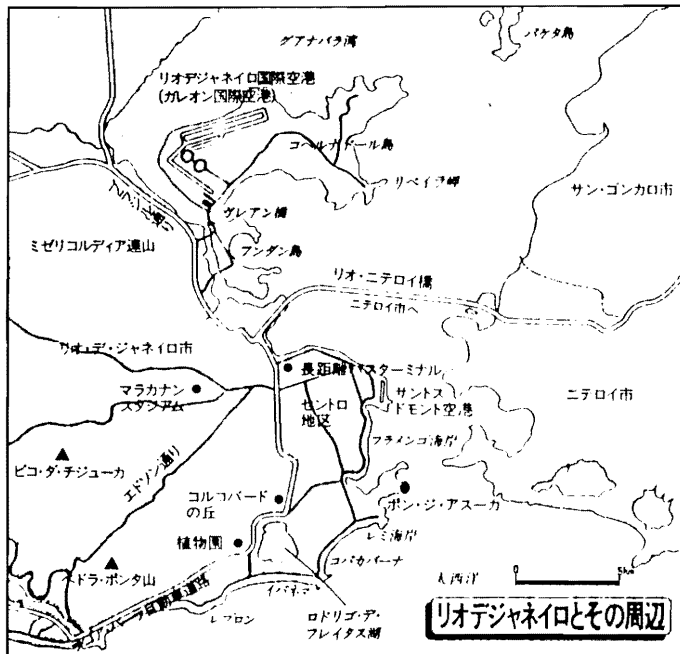 グアナバラ湾
パケタ島
リオデジャネイロ国際空港
(ガレオン国際空港)
コベルナドール島
リベイラ岬
サン・ゴンカロ市
ガレアン橋
ミゼリコルディア連山
フンダン島
リオ・ニテロイ橋
ニテロイ市へ
リオ・デ・ジャネイロ市
長距離バスターミナル
マラカナン
スタジアム
セントロ
地区
サントス
ドモント空港
ニテロイ市
フラメンゴ海岸
ピコ・ダ・チジューカ
エドソン通り
コルコバード
の丘
ポン・ジ・アスーカ
植物園
レミ海岸
コパカバーナ
ペドラ・ボンタ山
大西洋
0 5km
イパネマ
レブロン
ロドリゴ・デ・
フレイタス湖
リオデジャネイロとその周辺